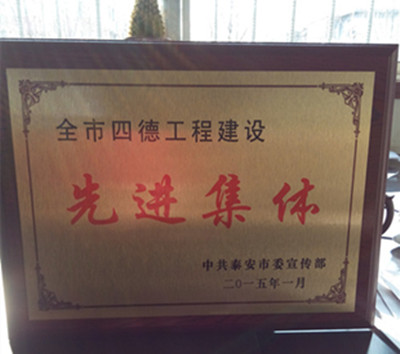 全市四德工程建设
先进集体
中共泰安市委宣传部
二〇一五年一月